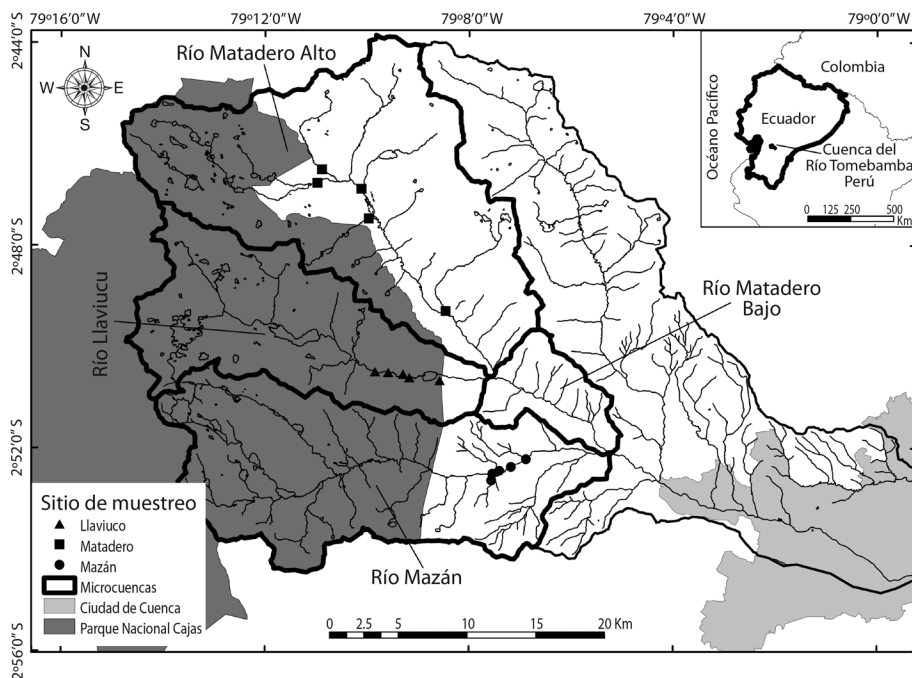 79°16'0"W
79°12'0"W
79°8'0"W
79°4'0"W
79°0'0"W
2°44'0"S
2°48'0"S
2°52'0"S
2°56'0"S
N
W
E
S
Río Matadero Alto
Río Llaviucu
Río Matadero
Bajo
Río Mazán
Océano Pacífico
Colombia
Ecuador
Cuenca del
Río Tomebamba
Perú
0 125 250 500
Km
Sitio de muestreo
Llaviuco
Matadero
Mazán
Microcuencas
Ciudad de Cuenca
Parque Nacional Cajas
0 2.5 5 10 15 20 Km